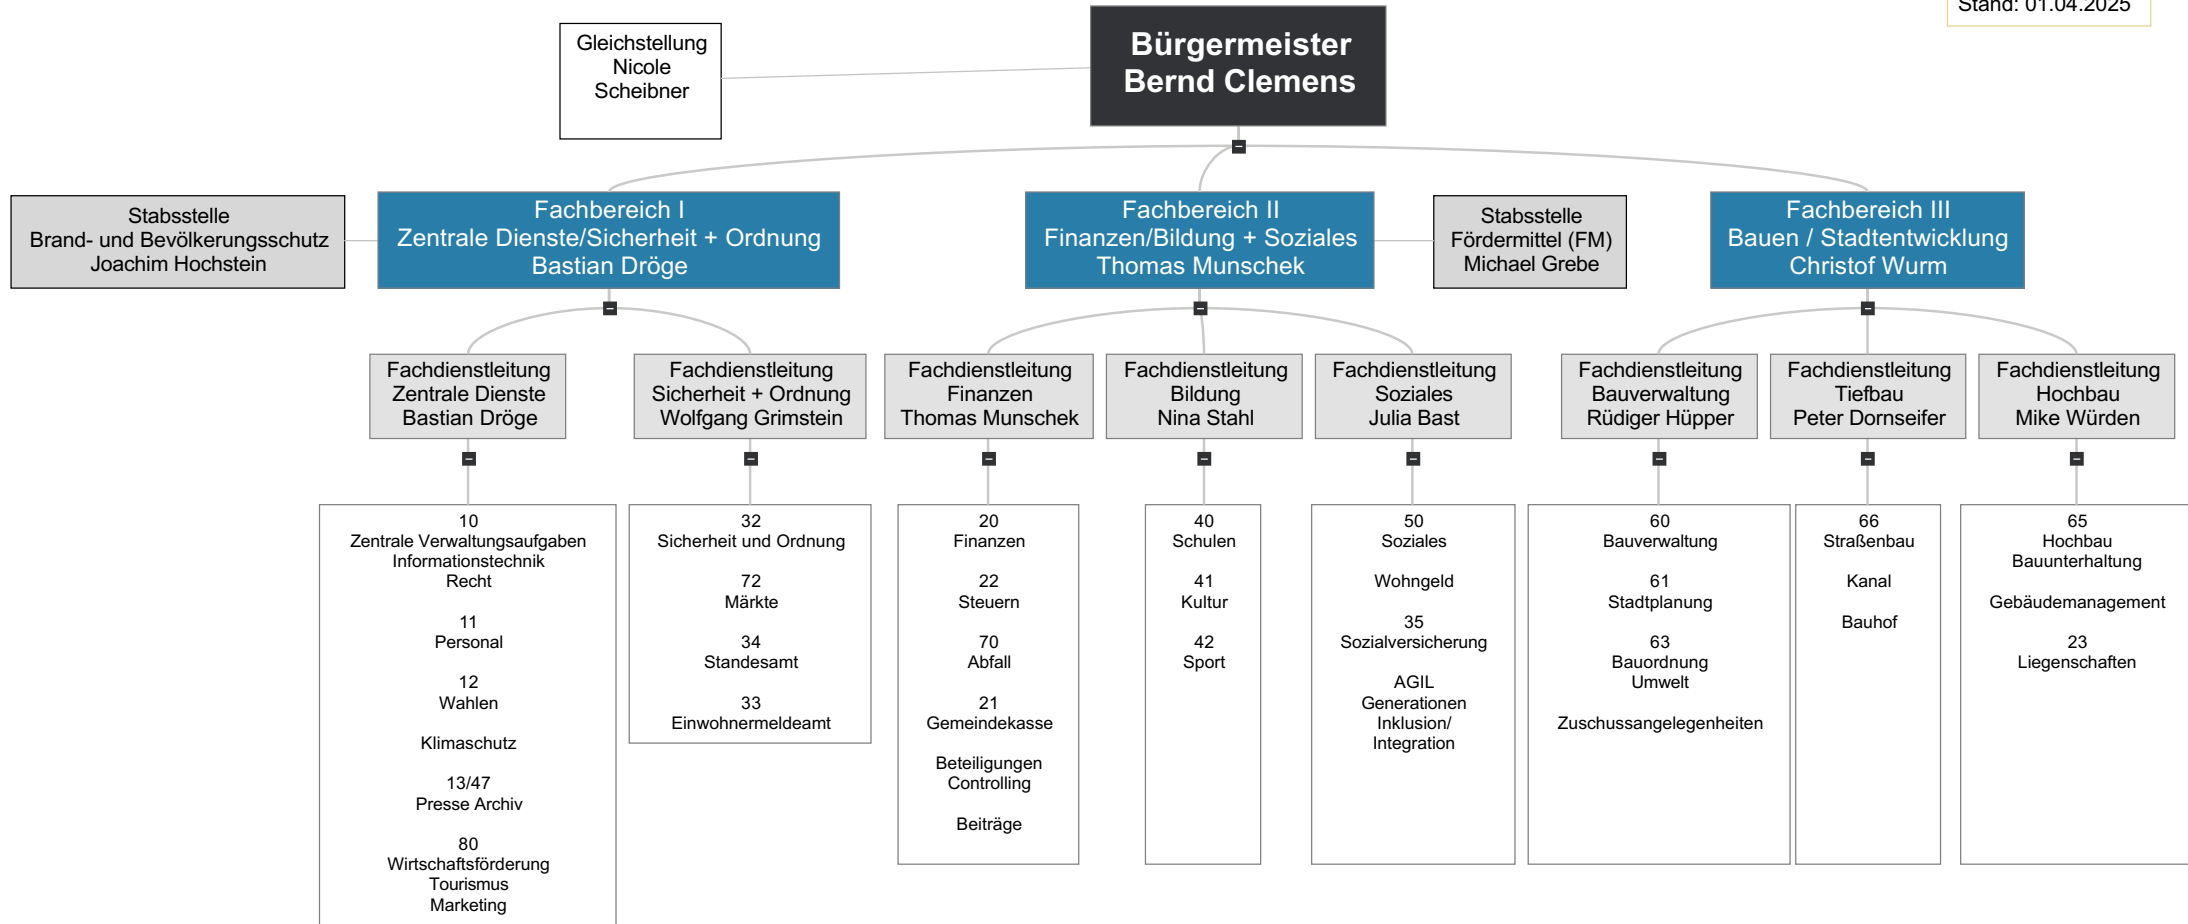 Stand: 01.04.2025
Gleichstellung
Nicole
Scheibner
Bürgermeister
Bernd Clemens
Stabsstelle
Brand- und Bevölkerungsschutz
Joachim Hochstein
Fachbereich I
Zentrale Dienste/Sicherheit + Ordnung
Bastian Dröge
Fachbereich II
Finanzen/Bildung + Soziales
Thomas Munschek
Stabsstelle
Fördermittel (FM)
Michael Grebe
Fachbereich III
Bauen / Stadtentwicklung
Christof Wurm
Fachdienstleitung
Zentrale Dienste
Bastian Dröge
Fachdienstleitung
Sicherheit + Ordnung
Wolfgang Grimstein
Fachdienstleitung
Finanzen
Thomas Munschek
Fachdienstleitung
Bildung
Nina Stahl
Fachdienstleitung
Soziales
Julia Bast
Fachdienstleitung
Bauverwaltung
Rüdiger Hüpper
Fachdienstleitung
Tiefbau
Peter Dornseifer
Fachdienstleitung
Hochbau
Mike Würden
10
Zentrale Verwaltungsaufgaben
Informationstechnik
Recht
11
Personal
12
Wahlen
Klimaschutz
13/47
Presse Archiv
80
Wirtschaftsförderung
Tourismus
Marketing
32
Sicherheit und Ordnung
72
Märkte
34
Standesamt
33
Einwohnermeldeamt
20
Finanzen
22
Steuern
70
Abfall
21
Gemeindekasse
Beteiligungen
Controlling
Beiträge
40
Schulen
41
Kultur
42
Sport
50
Soziales
Wohngeld
35
Sozialversicherung
AGIL
Generationen
Inklusion/
Integration
60
Bauverwaltung
61
Stadtplanung
63
Bauordnung
Umwelt
Zuschussangelegenheiten
66
Straßenbau
Kanal
Bauhof
65
Hochbau
Bauunterhaltung
Gebäudemanagement
23
Liegenschaften